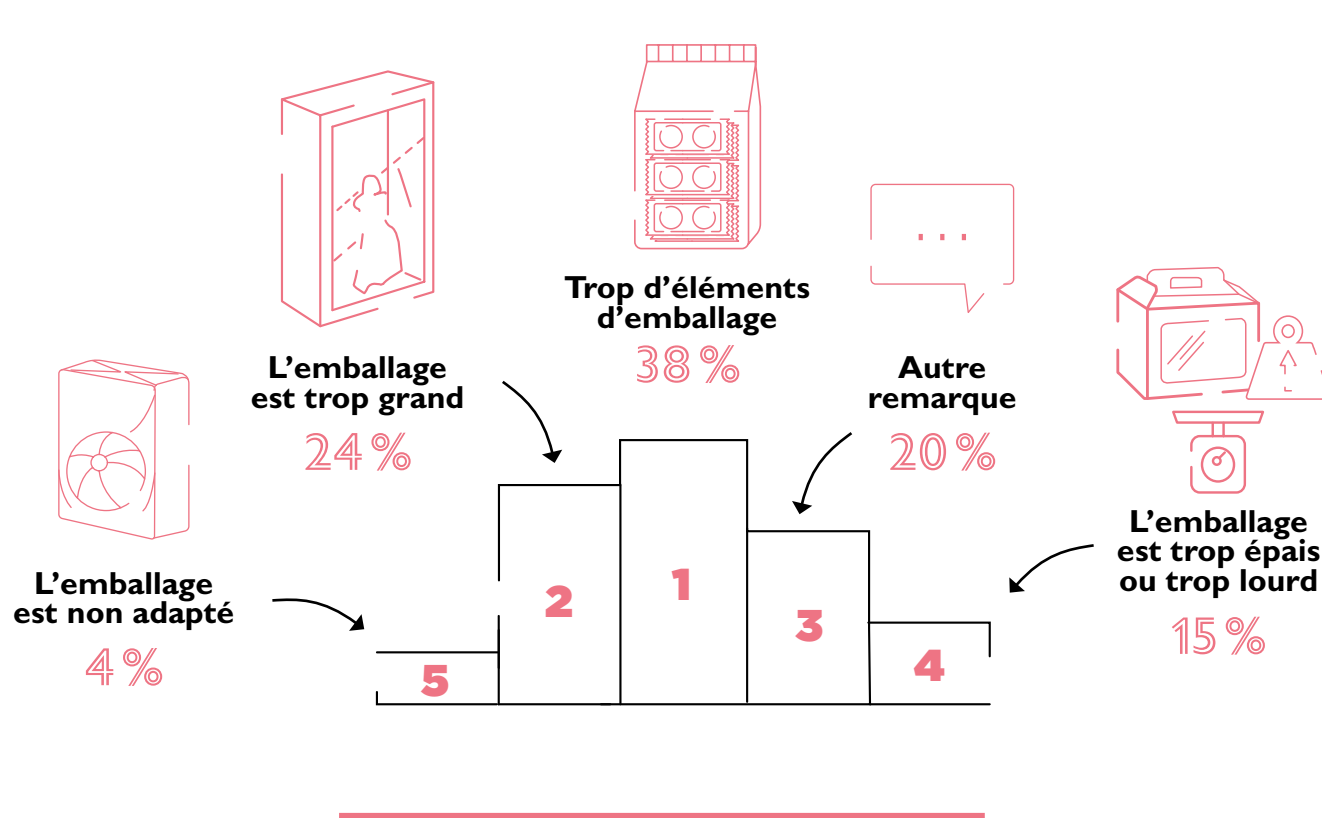 Trop d’éléments
d’emballage
38 %
L’emballage
est trop grand
24 %
...
Autre
remarque
20 %
L’emballage
est trop épais
ou trop lourd
15 %
L’emballage
est non adapté
4 %
5
2
1
3
4